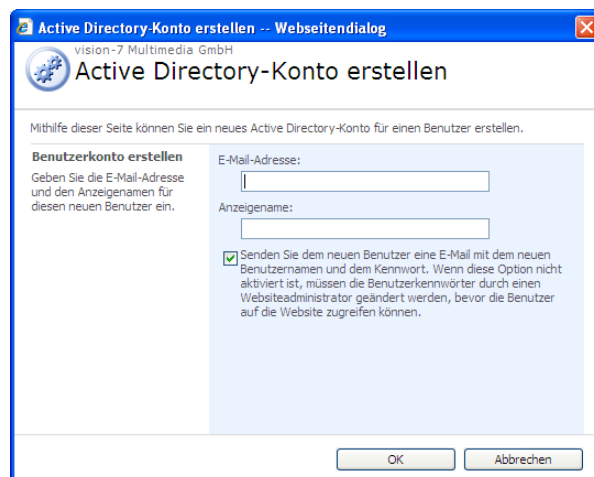 Active Directory-Konto erstellen -- Webseitendialog
vision-7 Multimedia GmbH
Active Directory-Konto erstellen
Mithilfe dieser Seite können Sie ein neues Active Directory-Konto für einen Benutzer erstellen.
Benutzerkonto erstellen
Geben Sie die E-Mail-Adresse
und den Anzeigenamen für
diesen neuen Benutzer ein.
E-Mail-Adresse:
Anzeigename:
Senden Sie dem neuen Benutzer eine E-Mail mit dem neuen
Benutzernamen und dem Kennwort. Wenn diese Option nicht
aktiviert ist, müssen die Benutzerkennwörter durch einen
Websiteadministrator geändert werden, bevor die Benutzer
auf die Website zugreifen können.
OK
Abbrechen